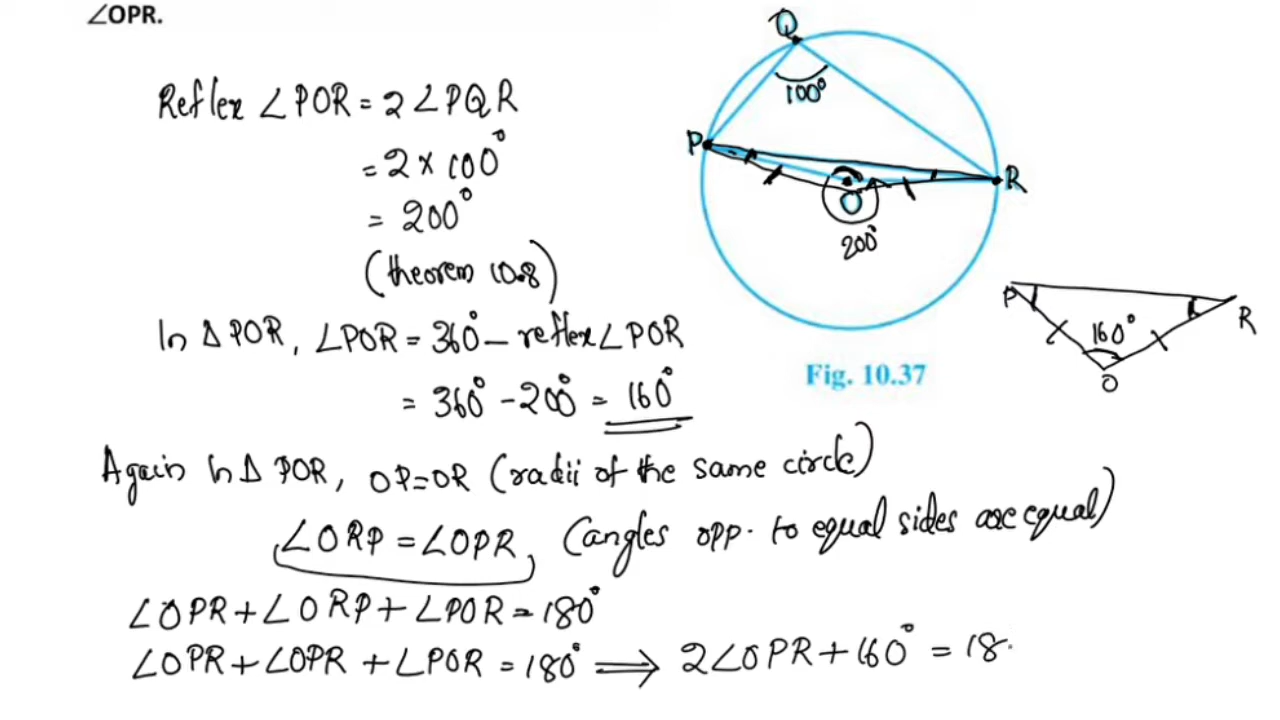 ∠OPR.
Reflex ∠POR = 2∠PQR
= 2 × 100°
= 200°
(theorem 10.8)
In Δ POR, ∠POR = 360° – reflex∠POR
= 360° - 200° = 160°
Again In Δ POR, OP=OR (radii of the same circle)
∠ORP = ∠OPR, (angles opp. to equal sides are equal)
∠OPR+∠ORP+∠POR = 180°
∠OPR+∠OPR+∠POR = 180° ⟹ 2∠OPR+160° = 18
Q
100°
P
R
O
200°
Fig. 10.37
P
R
160°
O